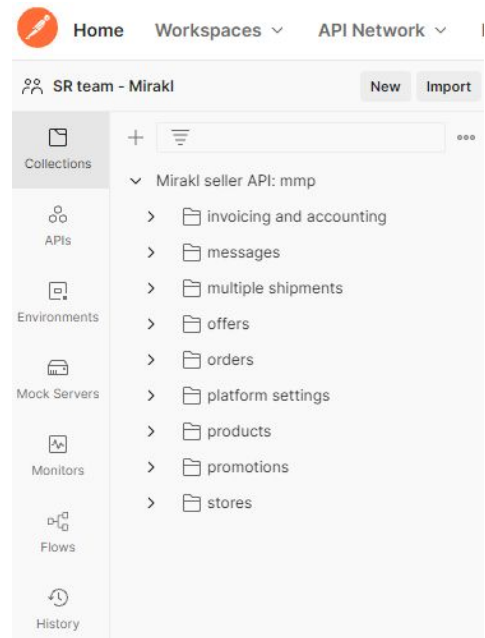 Home Workspaces API Network
SR team - Mirakl New Import
Collections
APIs
Environments
Mock Servers
Monitors
Flows
History
Mirakl seller API: mmp
invoicing and accounting
messages
multiple shipments
offers
orders
platform settings
products
promotions
stores